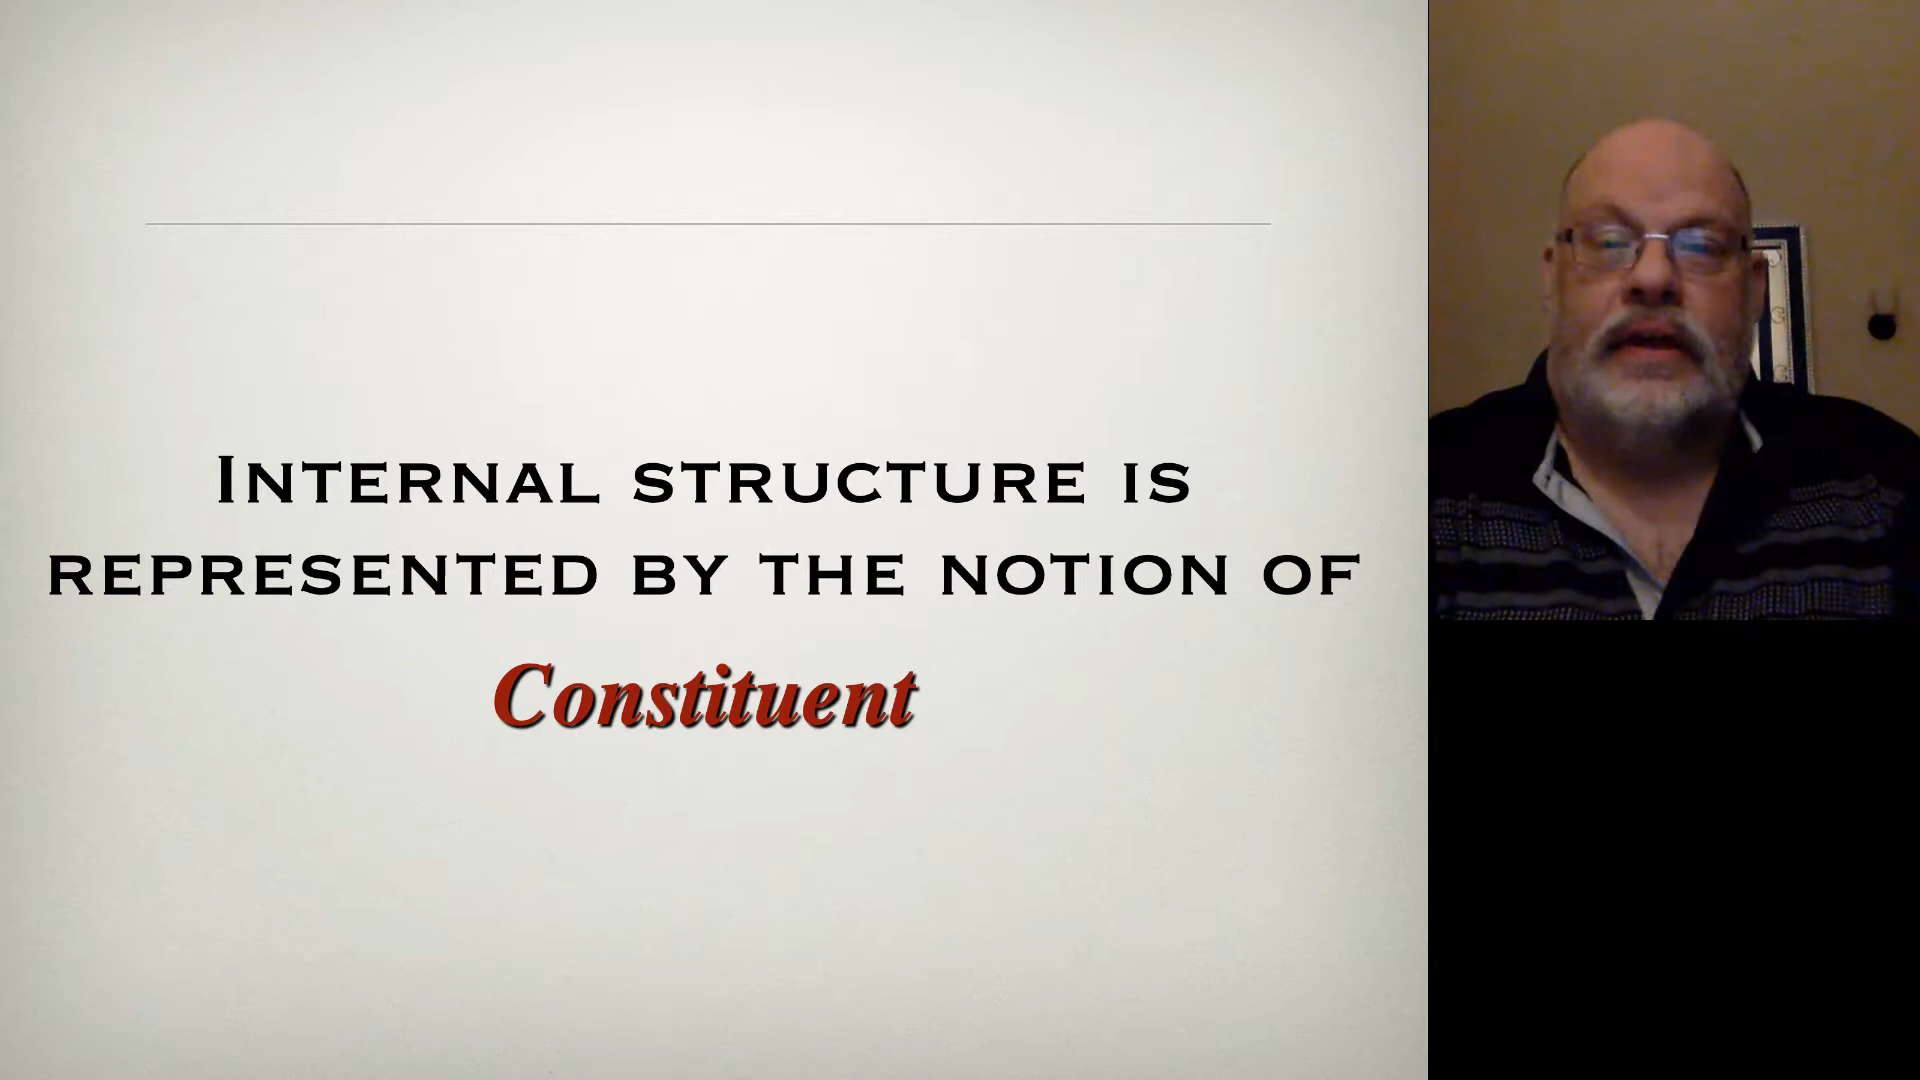 Internal structure is
represented by the notion of
Constituent